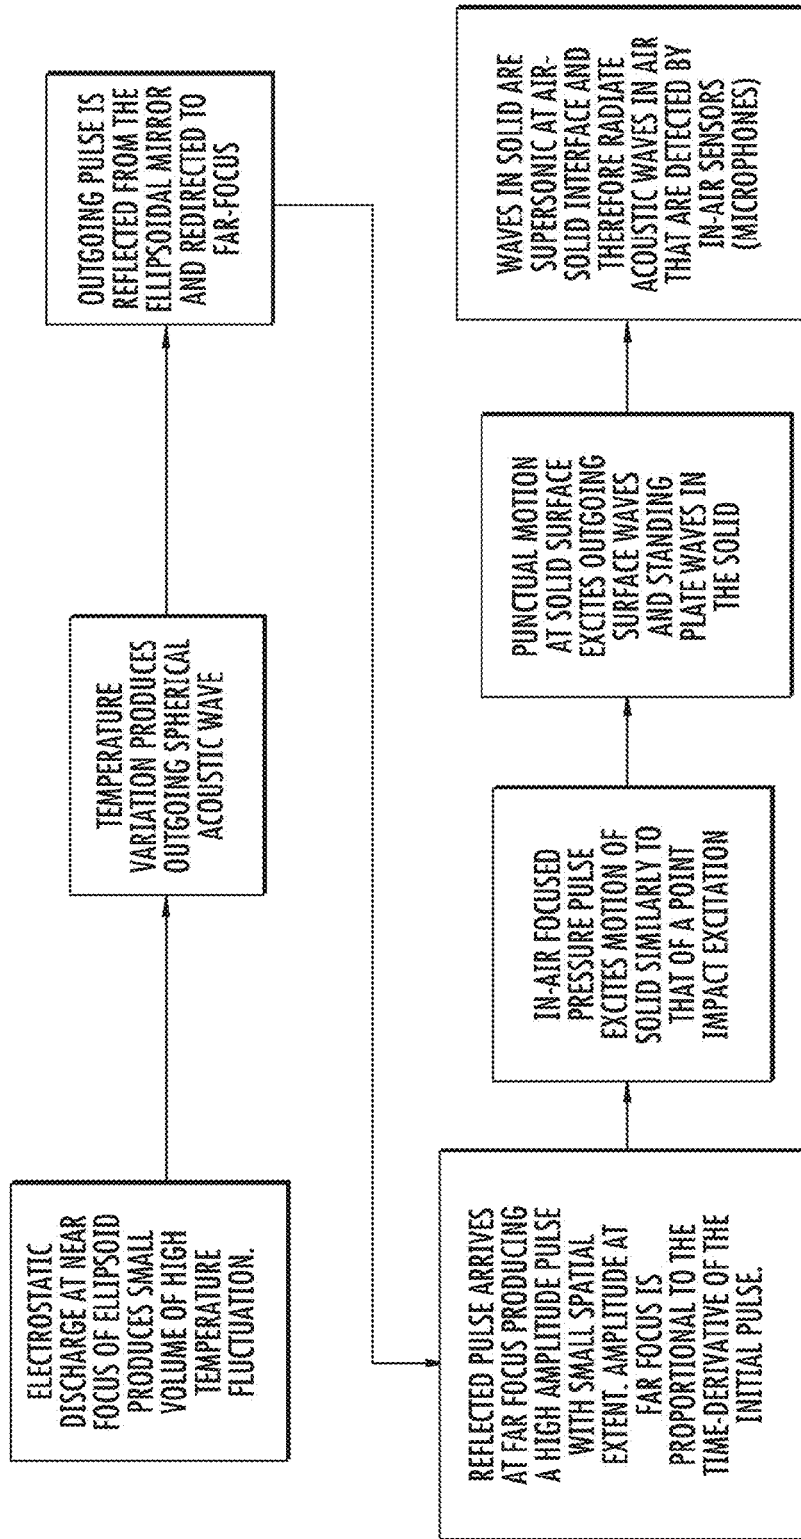 ELECTROSTATIC
DISCHARGE AT NEAR
FOCUS OF ELLIPSOID
PRODUCES SMALL
VOLUME OF HIGH
TEMPERATURE
FLUCTUATION.
TEMPERATURE
VARIATION PRODUCES
OUTGOING SPHERICAL
ACOUSTIC WAVE
OUTGOING PULSE IS
REFLECTED FROM THE
ELLIPSOIDAL MIRROR
AND REDIRECTED TO
FAR-FOCUS
REFLECTED PULSE ARRIVES
AT FAR FOCUS PRODUCING
A HIGH AMPLITUDE PULSE
WITH SMALL SPATIAL
EXTENT. AMPLITUDE AT
FAR FOCUS IS
PROPORTIONAL TO THE
TIME-DERIVATIVE OF THE
INITIAL PULSE.
IN-AIR FOCUSED
PRESSURE PULSE
EXCITES MOTION OF
SOLID SIMILARLY TO
THAT OF A POINT
IMPACT EXCITATION
PUNCTUAL MOTION
AT SOLID SURFACE
EXCITES OUTGOING
SURFACE WAVES
AND STANDING
PLATE WAVES IN
THE SOLID
WAVES IN SOLID ARE
SUPERSONIC AT AIR-
SOLID INTERFACE AND
THEREFORE RADIATE
ACOUSTIC WAVES IN AIR
THAT ARE DETECTED BY
IN-AIR SENSORS
(MICROPHONES)